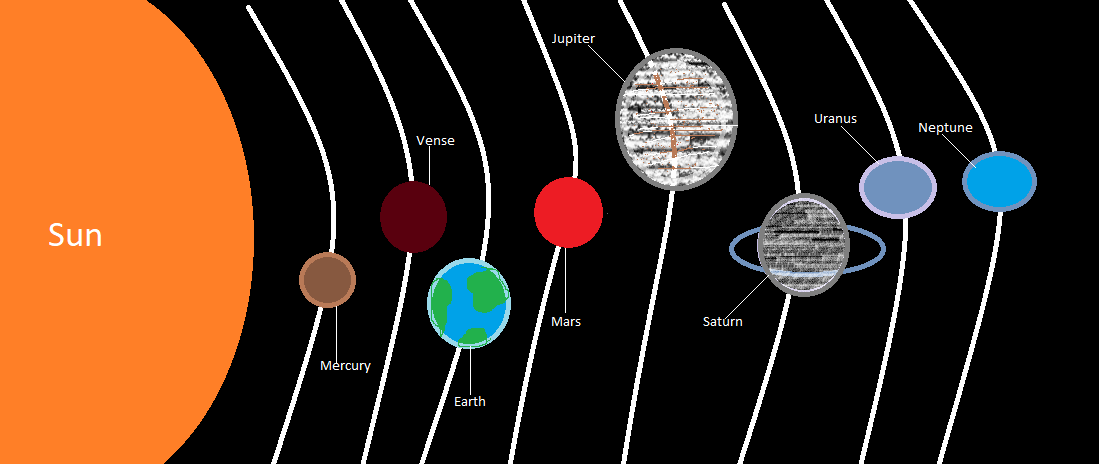 Sun
Mercury
Vense
Earth
Mars
Jupiter
Saturn
Uranus
Neptune